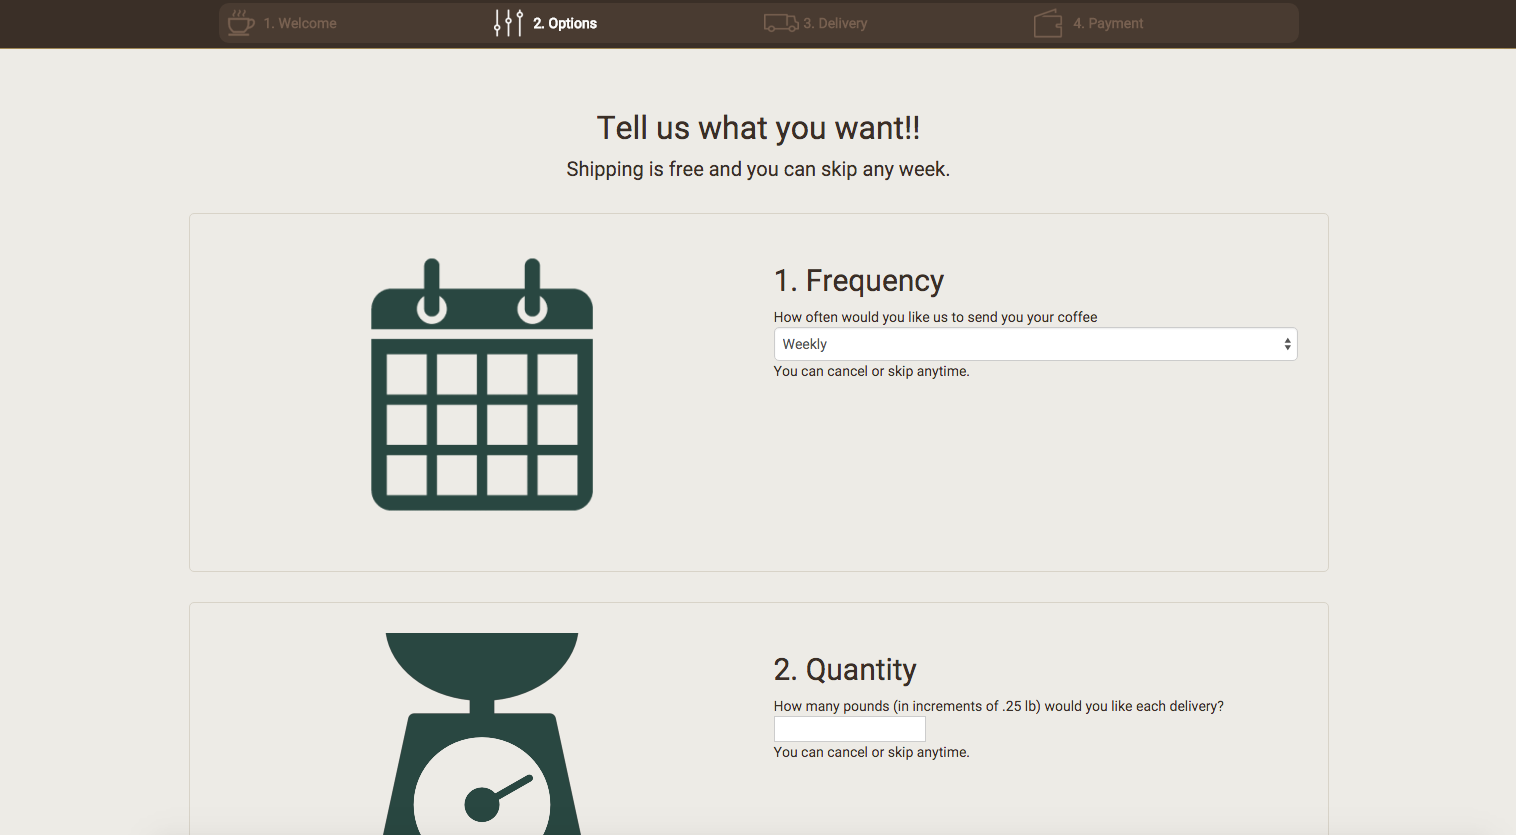 1. Welcome
2. Options
3. Delivery
4. Payment
Tell us what you want!!
Shipping is free and you can skip any week.
1. Frequency
How often would you like us to send you your coffee
Weekly
You can cancel or skip anytime.
2. Quantity
How many pounds (in increments of .25 lb) would you like each delivery?
You can cancel or skip anytime.